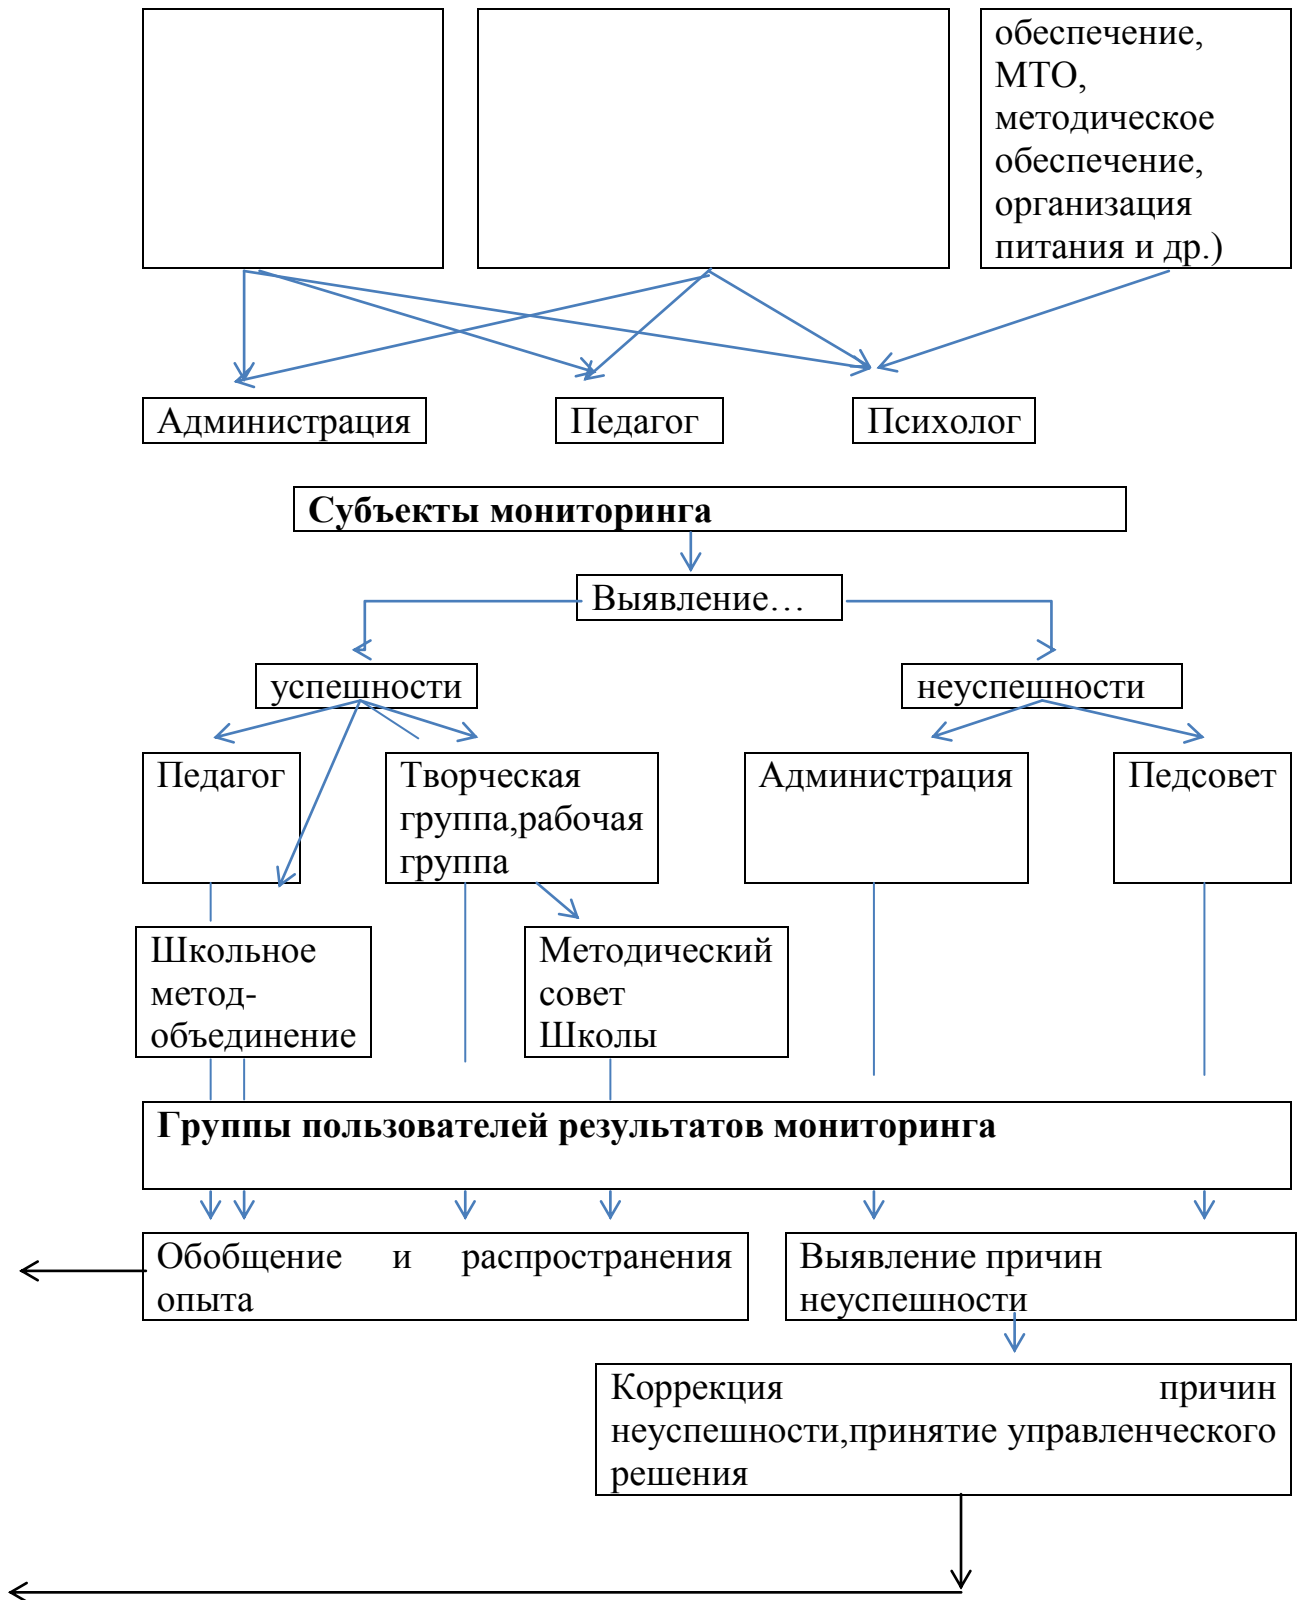 обеспечение,
МТО,
методическое
обеспечение,
организация
питания и др.)
Администрация
Педагог
Психолог
Субъекты мониторинга
Выявление…
успешности
неуспешности
Педагог
Творческая
группа,рабочая
группа
Администрация
Педсовет
Школьное
метод-
объединение
Методический
совет
Школы
Группы пользователей результатов мониторинга
Обобщение и распространения
опыта
Выявление причин
неуспешности
Коррекция причин
неуспешности,принятие управленческого
решения